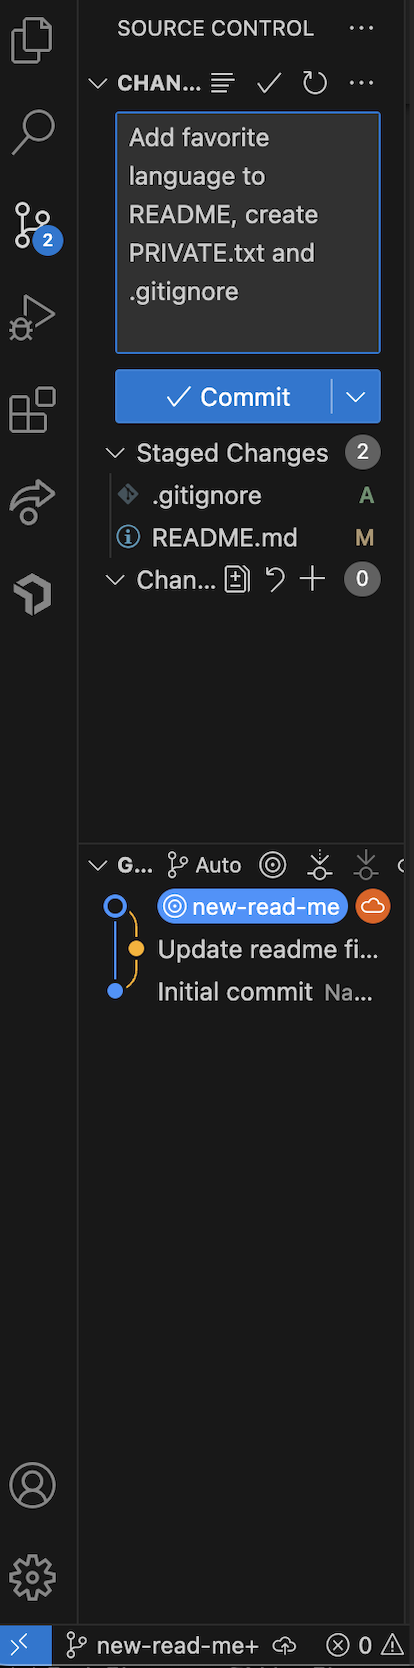 SOURCE CONTROL
CHAN...
Add favorite
language to
README, create
PRIVATE.txt and
.gitignore
2
Commit
Staged Changes 2
.gitignore A
README.md M
Chan... 0
G... Auto
new-read-me
Update readme fi...
Initial commit Na...
new-read-me+ 0